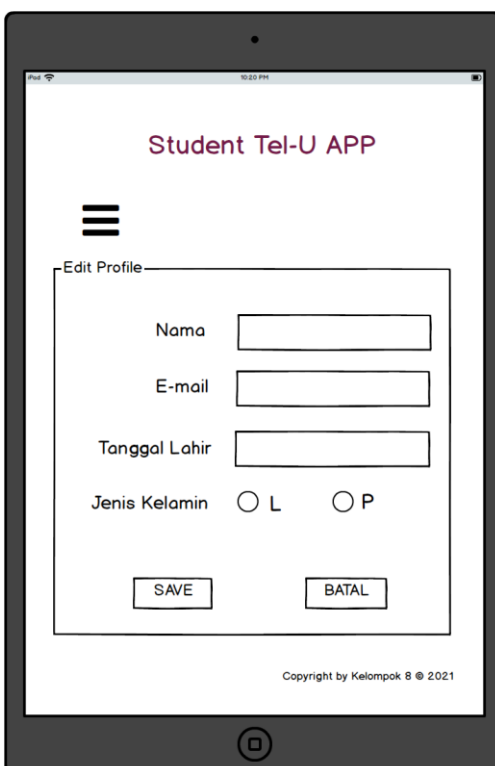 iPad 10:20 PM
Student Tel-U APP
Edit Profile
Nama
E-mail
Tanggal Lahir
Jenis Kelamin L P
SAVE BATAL
Copyright by Kelompok 8 © 2021